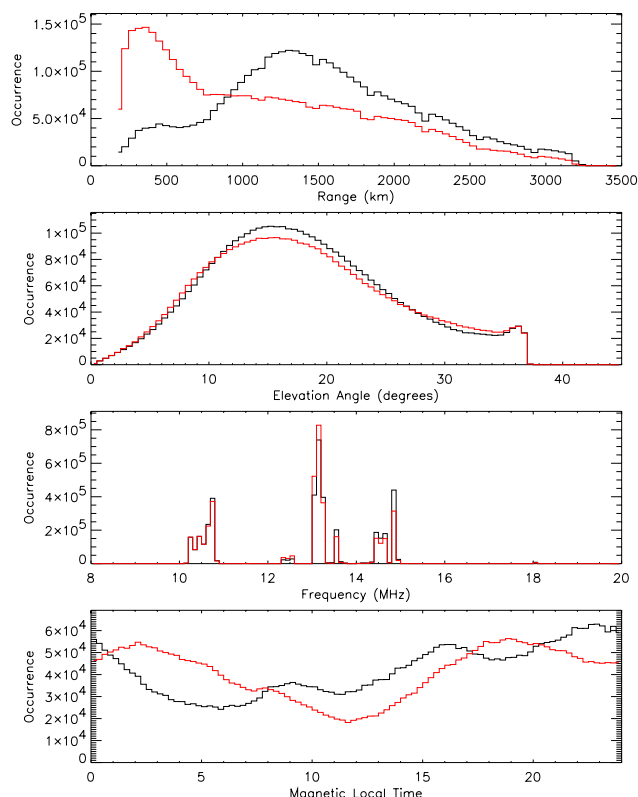 1.5×10⁵
1.0×10⁵
5.0×10⁴
0
Occurrence
0 500 1000 1500 2000 2500 3000 3500
Range (km)
1×10⁵
8×10⁴
6×10⁴
4×10⁴
2×10⁴
0
Occurrence
0 10 20 30 40
Elevation Angle (degrees)
8×10⁵
6×10⁵
4×10⁵
2×10⁵
0
Occurrence
8 10 12 14 16 18 20
Frequency (MHz)
6×10⁴
5×10⁴
4×10⁴
3×10⁴
2×10⁴
1×10⁴
0
Occurrence
0 5 10 15 20
Magnetic Local Time